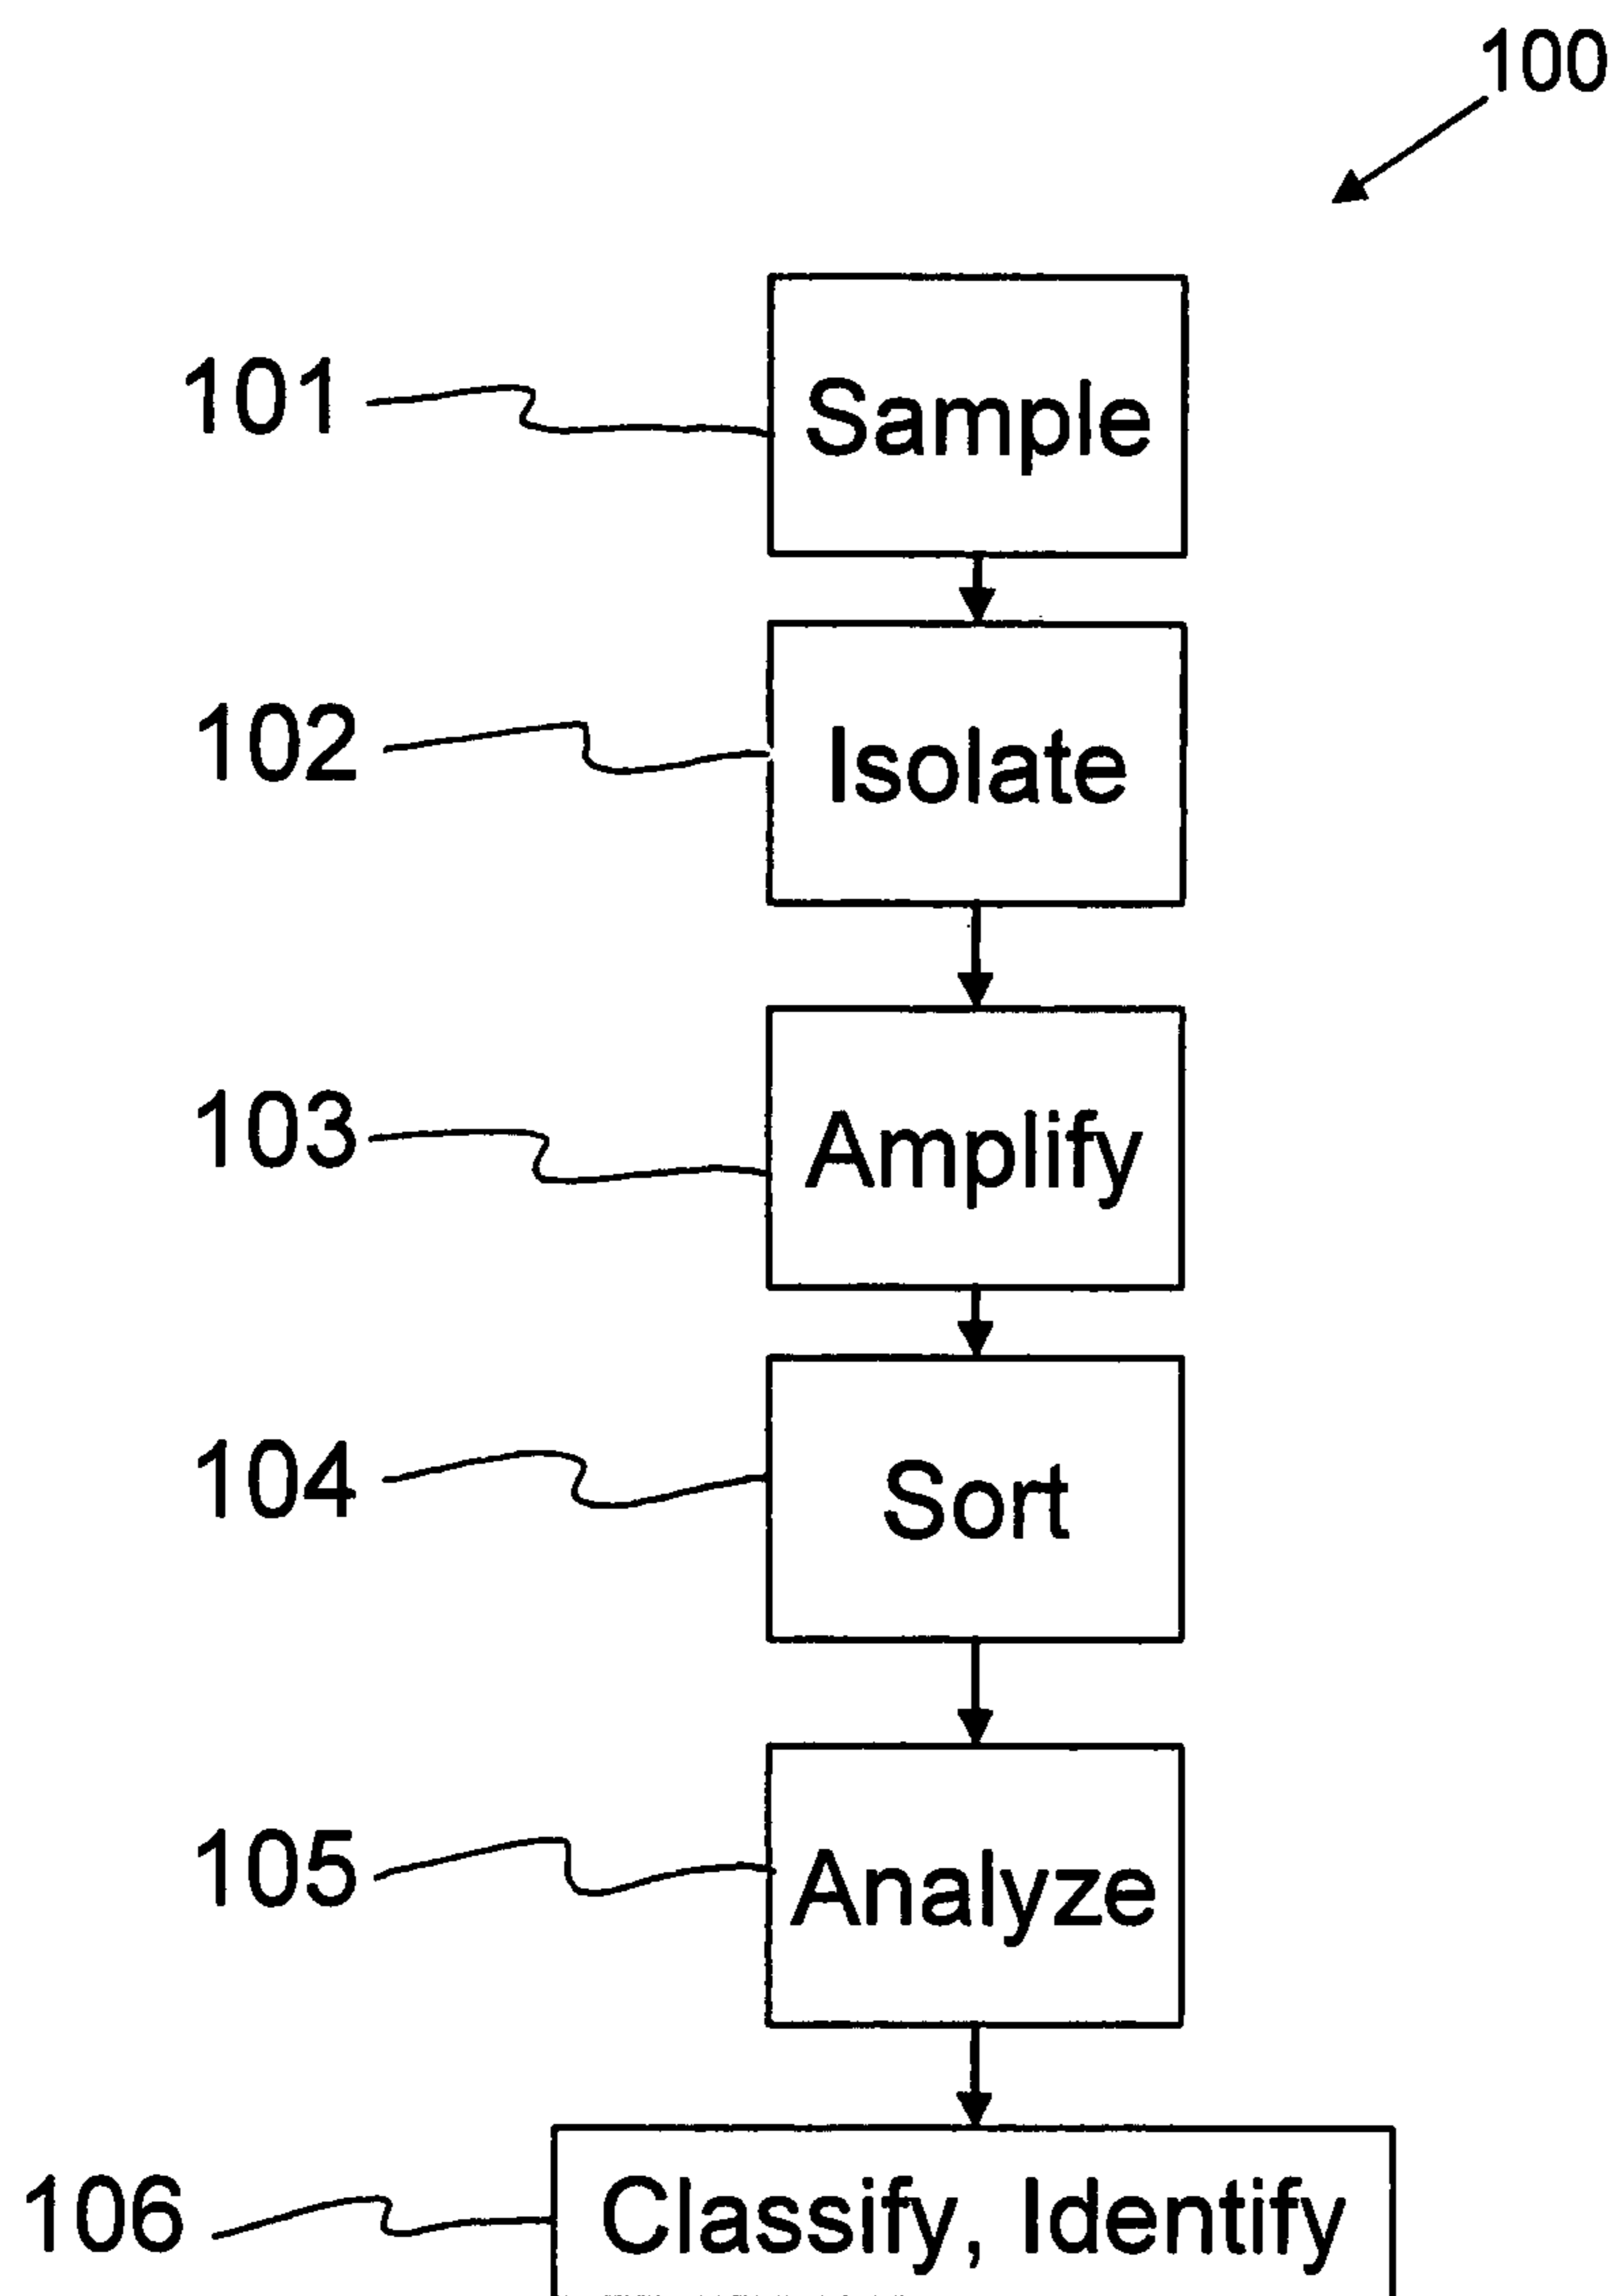 100
101 Sample
102 Isolate
103 Amplify
104 Sort
105 Analyze
106 Classify, Identify